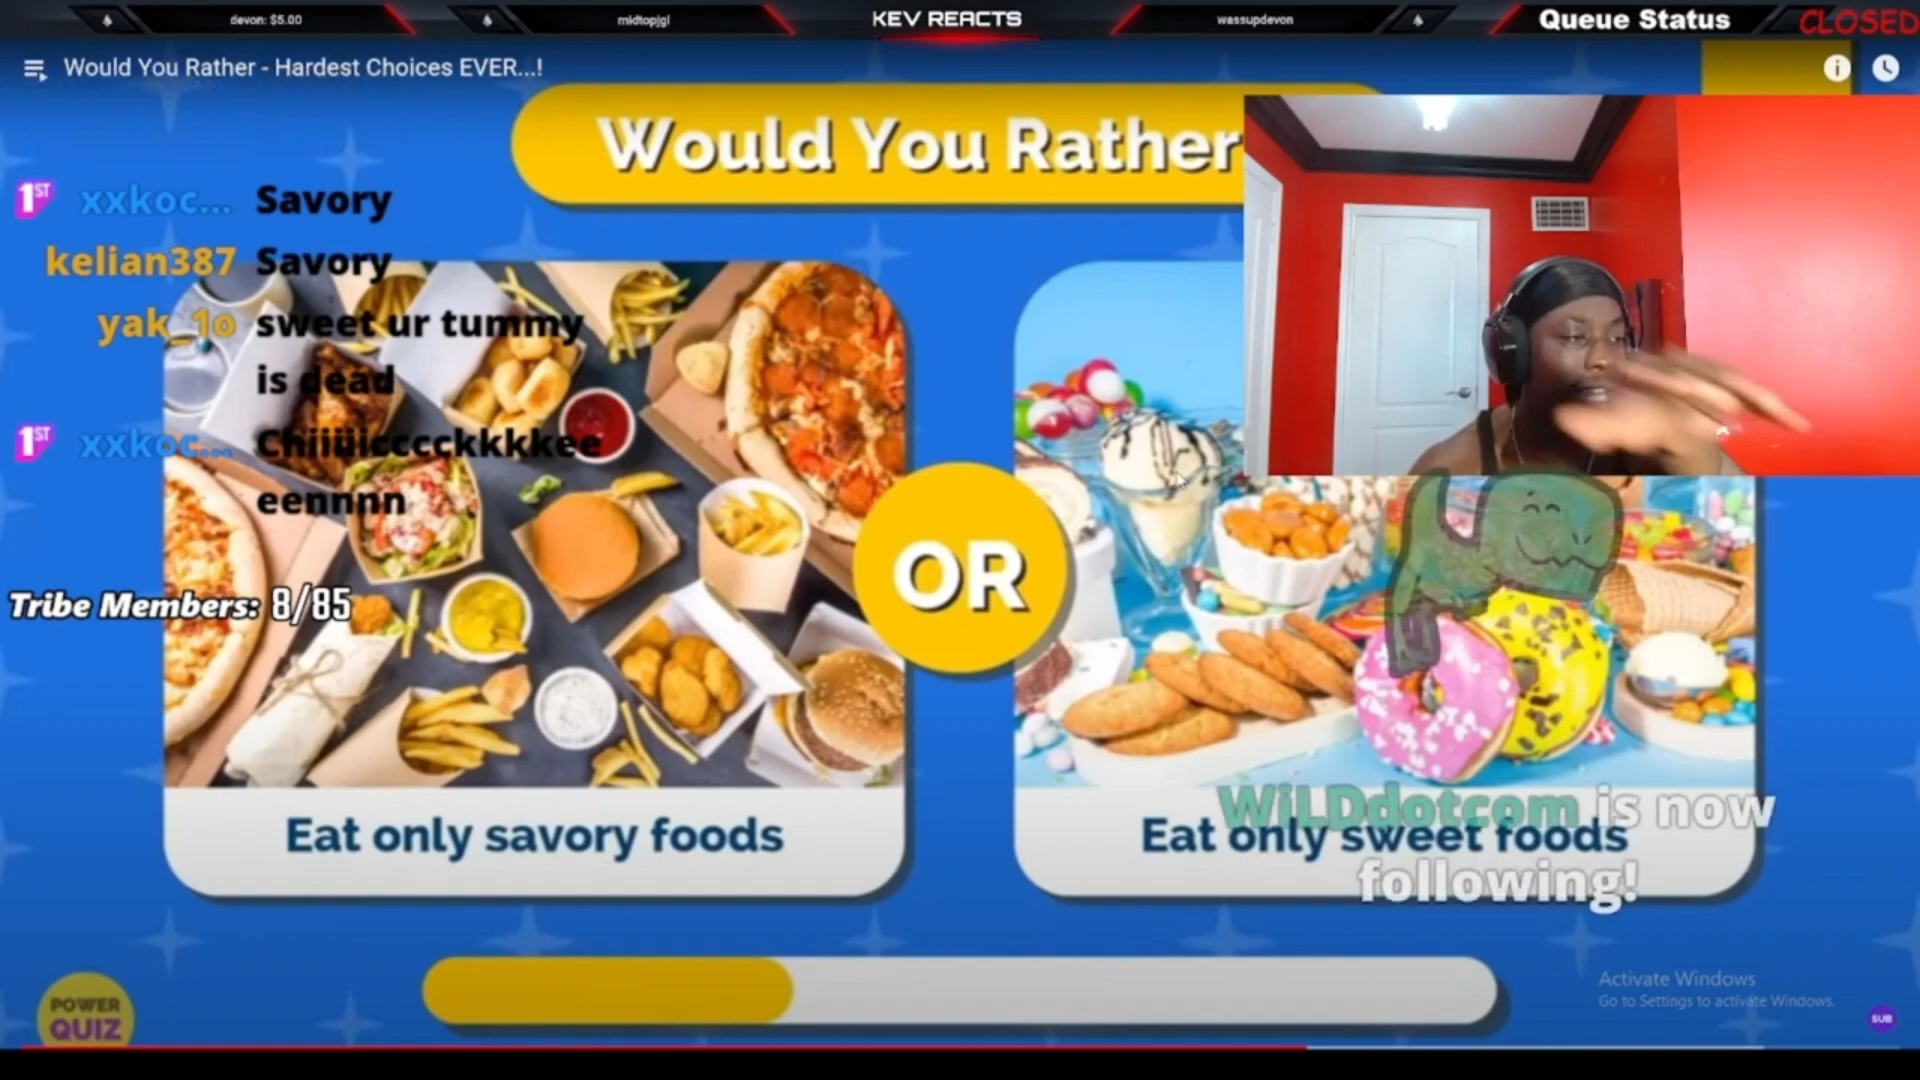 devon: $5.00
midtopjgl
KEV REACTS
wassupdevon
Queue Status
CLOSED
Would You Rather - Hardest Choices EVER...!
Would You Rather
1ST xxkoc... Savory
kelian387 Savory
yak_1o sweet ur tummy
is dead
1ST xxkoc... Chiiüicccckkkkee
eennnn
OR
Tribe Members: 8/85
Eat only savory foods
Eat only sweet foods
WiLDdotcom is now
following!
POWER
QUIZ
Activate Windows
Go to Settings to activate Windows.
SUB